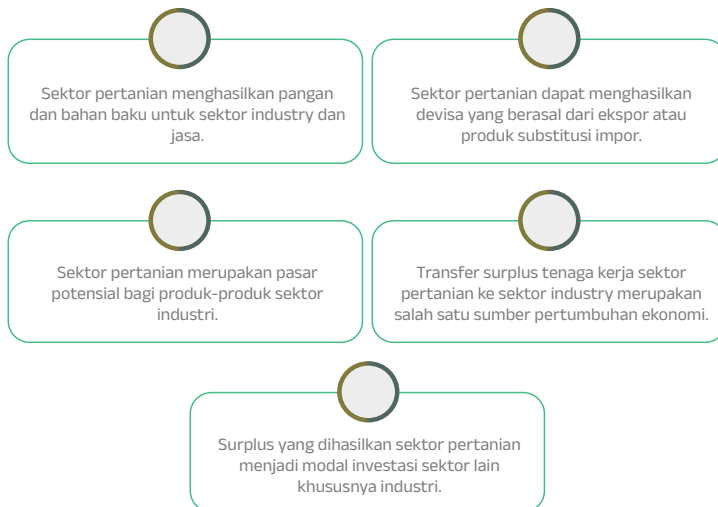 Sektor pertanian menghasilkan pangan
dan bahan baku untuk sektor industry dan
jasa.
Sektor pertanian dapat menghasilkan
devisa yang berasal dari ekspor atau
produk substitusi impor.
Sektor pertanian merupakan pasar
potensial bagi produk-produk sektor
industri.
Transfer surplus tenaga kerja sektor
pertanian ke sektor industry merupakan
salah satu sumber pertumbuhan ekonomi.
Surplus yang dihasilkan sektor pertanian
menjadi modal investasi sektor lain
khususnya industri.